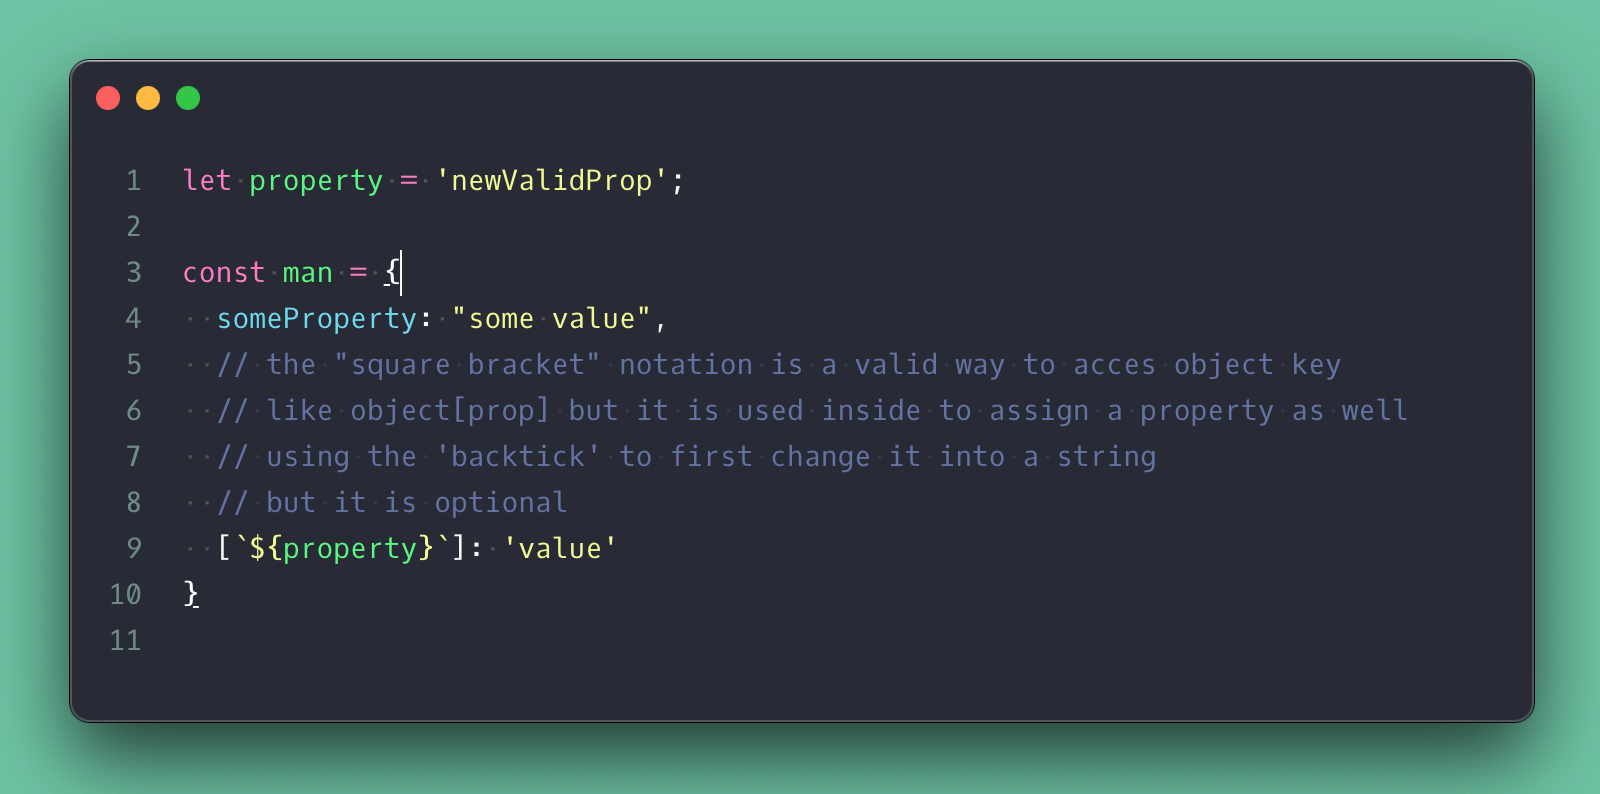 1 let property = 'newValidProp';
2
3 const man = {
4   someProperty: "some value",
5   // the "square bracket" notation is a valid way to acces object key
6   // like object[prop] but it is used inside to assign a property as well
7   // using the 'backtick' to first change it into a string
8   // but it is optional
9   [`${property}`]: 'value'
10 }
11